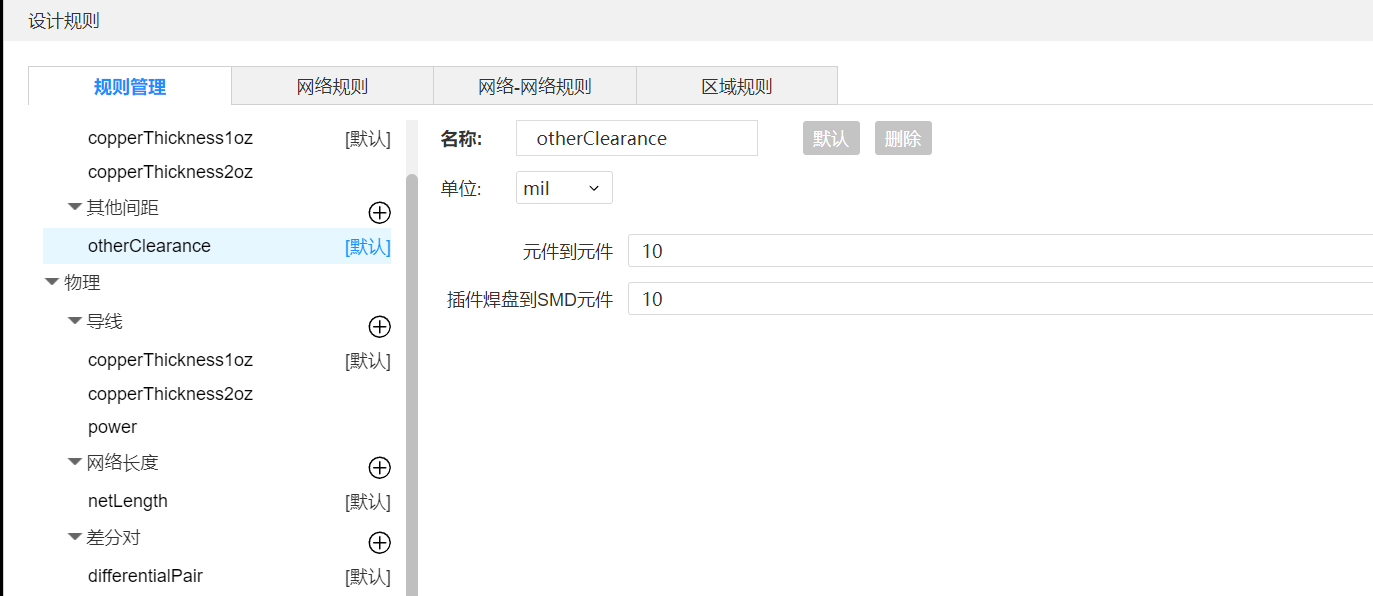 设计规则
规则管理 网络规则 网络-网络规则 区域规则
copperThickness1oz [默认]
copperThickness2oz
其他间距
otherClearance [默认]
物理
导线
copperThickness1oz [默认]
copperThickness2oz
power
网络长度
netLength [默认]
差分对
differentialPair [默认]
名称: otherClearance 默认 删除
单位: mil
元件到元件 10
插件焊盘到SMD元件 10